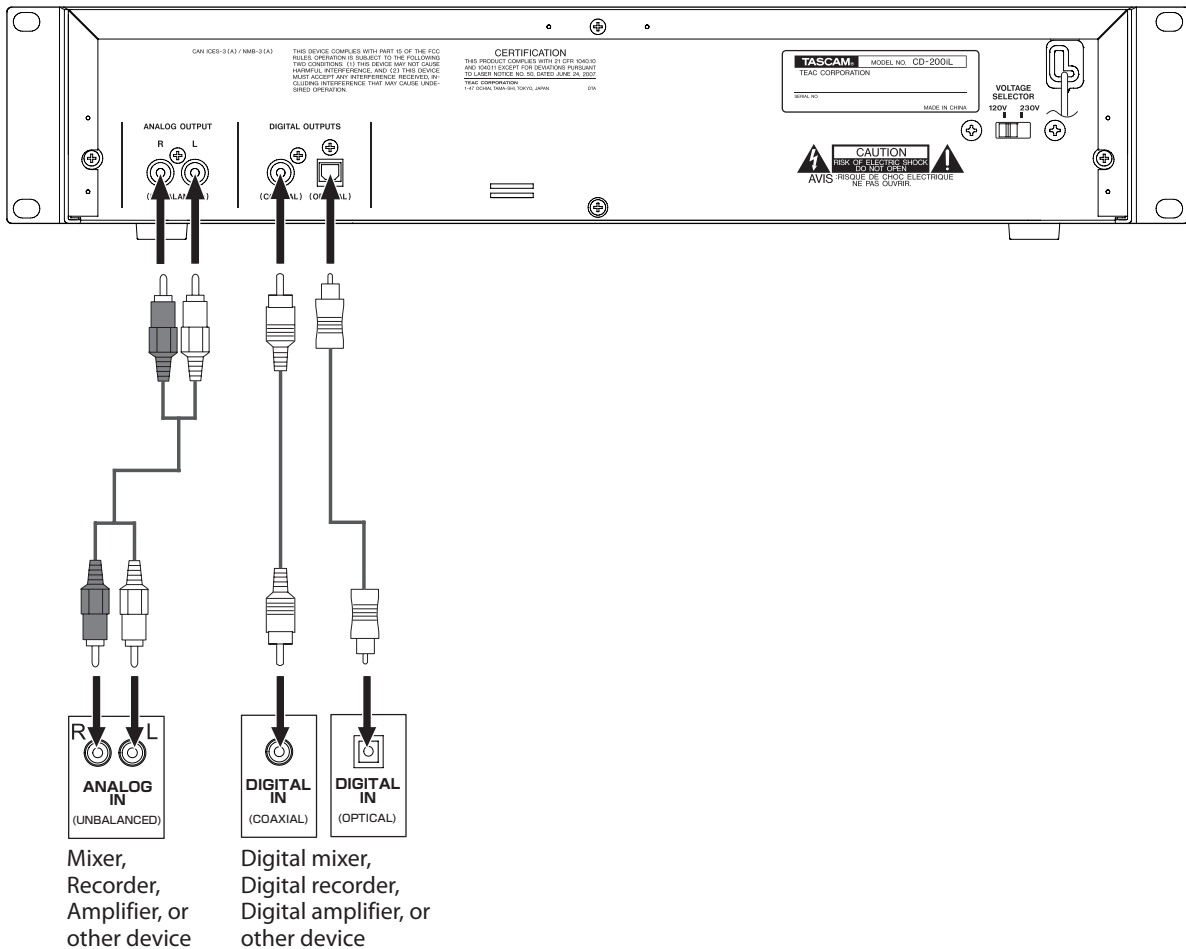 CAN ICES-3(A) / NMB-3(A)
THIS DEVICE COMPLIES WITH PART 15 OF THE FCC
RULES. OPERATION IS SUBJECT TO THE FOLLOWING
TWO CONDITIONS. (1) THIS DEVICE MAY NOT CAUSE
HARMFUL INTERFERENCE, AND (2) THIS DEVICE
MUST ACCEPT ANY INTERFERENCE RECEIVED, IN-
CLUDING INTERFERENCE THAT MAY CAUSE UNDE-
SIRED OPERATION.
CERTIFICATION
THIS PRODUCT COMPLIES WITH 21 CFR 1040.10
AND 1040.11 EXCEPT FOR DEVIATIONS PURSUANT
TO LASER NOTICE NO. 50, DATED JUNE 24, 2007.
TEAC CORPORATION
1-47 OCHIAI, TAMA-SHI, TOKYO, JAPAN. DTA
TASCAM® MODEL NO. CD-200iL
TEAC CORPORATION
SERIAL NO.
MADE IN CHINA
VOLTAGE
SELECTOR
120V 230V
CAUTION
RISK OF ELECTRIC SHOCK
DO NOT OPEN
AVIS :RISQUE DE CHOC ELECTRIQUE
NE PAS OUVRIR.
ANALOG OUTPUT
R L
DIGITAL OUTPUTS
R L
ANALOG
IN
(UNBALANCED)
DIGITAL
IN
(COAXIAL)
DIGITAL
IN
(OPTICAL)
Mixer,
Recorder,
Amplifier, or
other device
Digital mixer,
Digital recorder,
Digital amplifier, or
other device